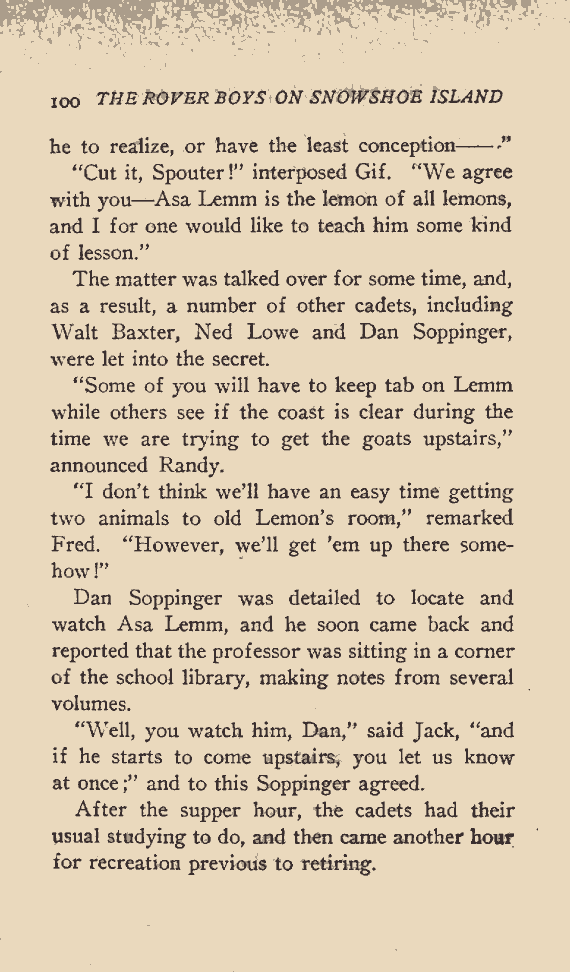 100 THE ROVER BOYS ON SNOWSHOE ISLAND
he to realize, or have the least conception——."
"Cut it, Spouter!" interposed Gif. "We agree
with you—Asa Lemm is the lemon of all lemons,
and I for one would like to teach him some kind
of lesson."
The matter was talked over for some time, and,
as a result, a number of other cadets, including
Walt Baxter, Ned Lowe and Dan Soppinger,
were let into the secret.
"Some of you will have to keep tab on Lemm
while others see if the coast is clear during the
time we are trying to get the goats upstairs,"
announced Randy.
"I don't think we'll have an easy time getting
two animals to old Lemon's room," remarked
Fred. "However, we'll get 'em up there some-
how!"
Dan Soppinger was detailed to locate and
watch Asa Lemm, and he soon came back and
reported that the professor was sitting in a corner
of the school library, making notes from several
volumes.
"Well, you watch him, Dan," said Jack, "and
if he starts to come upstairs, you let us know
at once;" and to this Soppinger agreed.
After the supper hour, the cadets had their
usual studying to do, and then came another hour
for recreation previous to retiring.